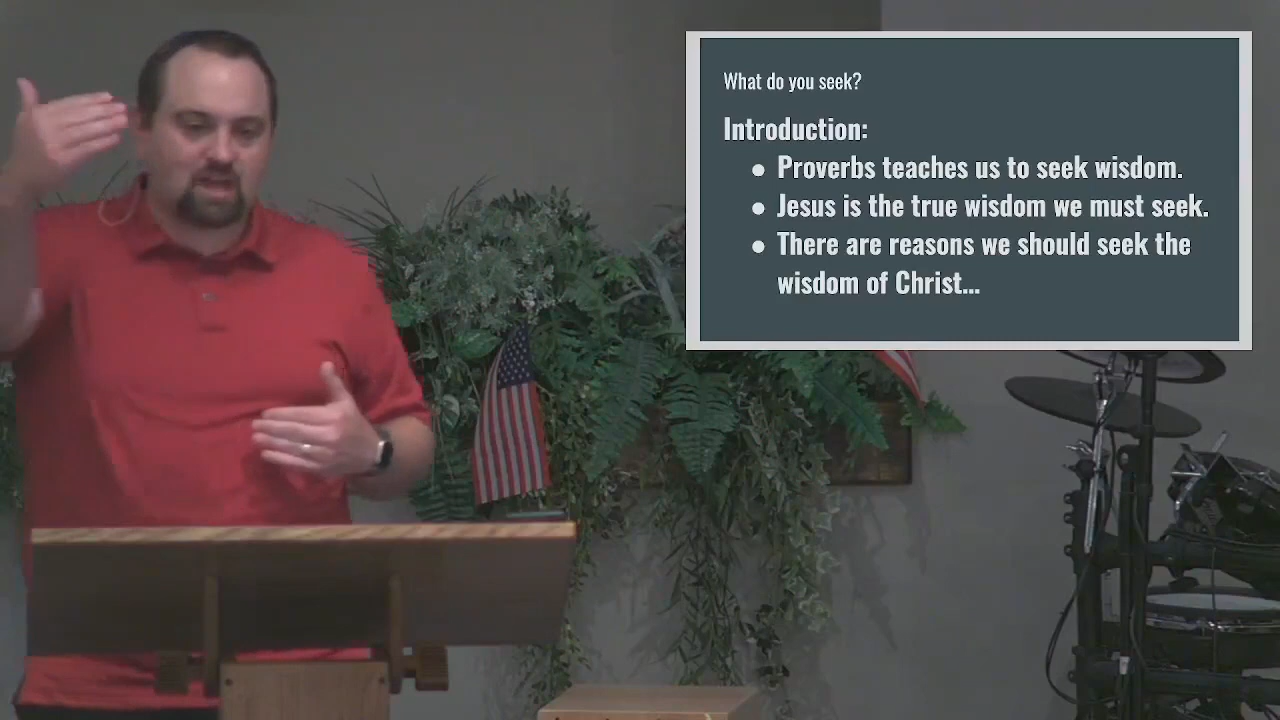 What do you seek?
Introduction:
● Proverbs teaches us to seek wisdom.
● Jesus is the true wisdom we must seek.
● There are reasons we should seek the
wisdom of Christ...